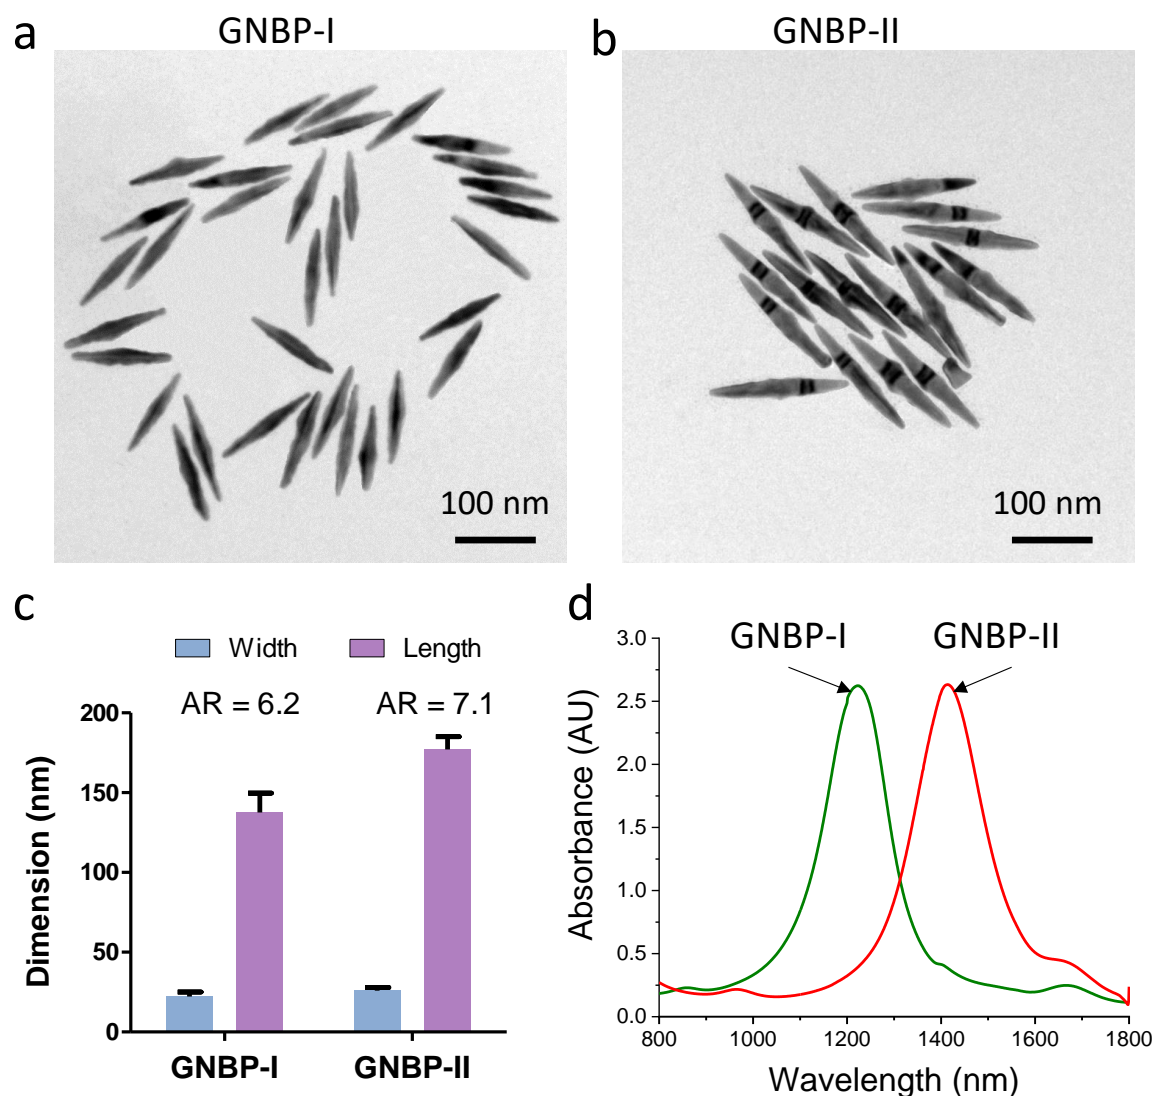 a
GNBP-I
b
GNBP-II
100 nm
100 nm
c
Width
Length
AR = 6.2
AR = 7.1
200
150
100
50
0
Dimension (nm)
GNBP-I
GNBP-II
d
GNBP-I
GNBP-II
3.0
2.5
2.0
1.5
1.0
0.5
0.0
Absorbance (AU)
800
1000
1200
1400
1600
1800
Wavelength (nm)